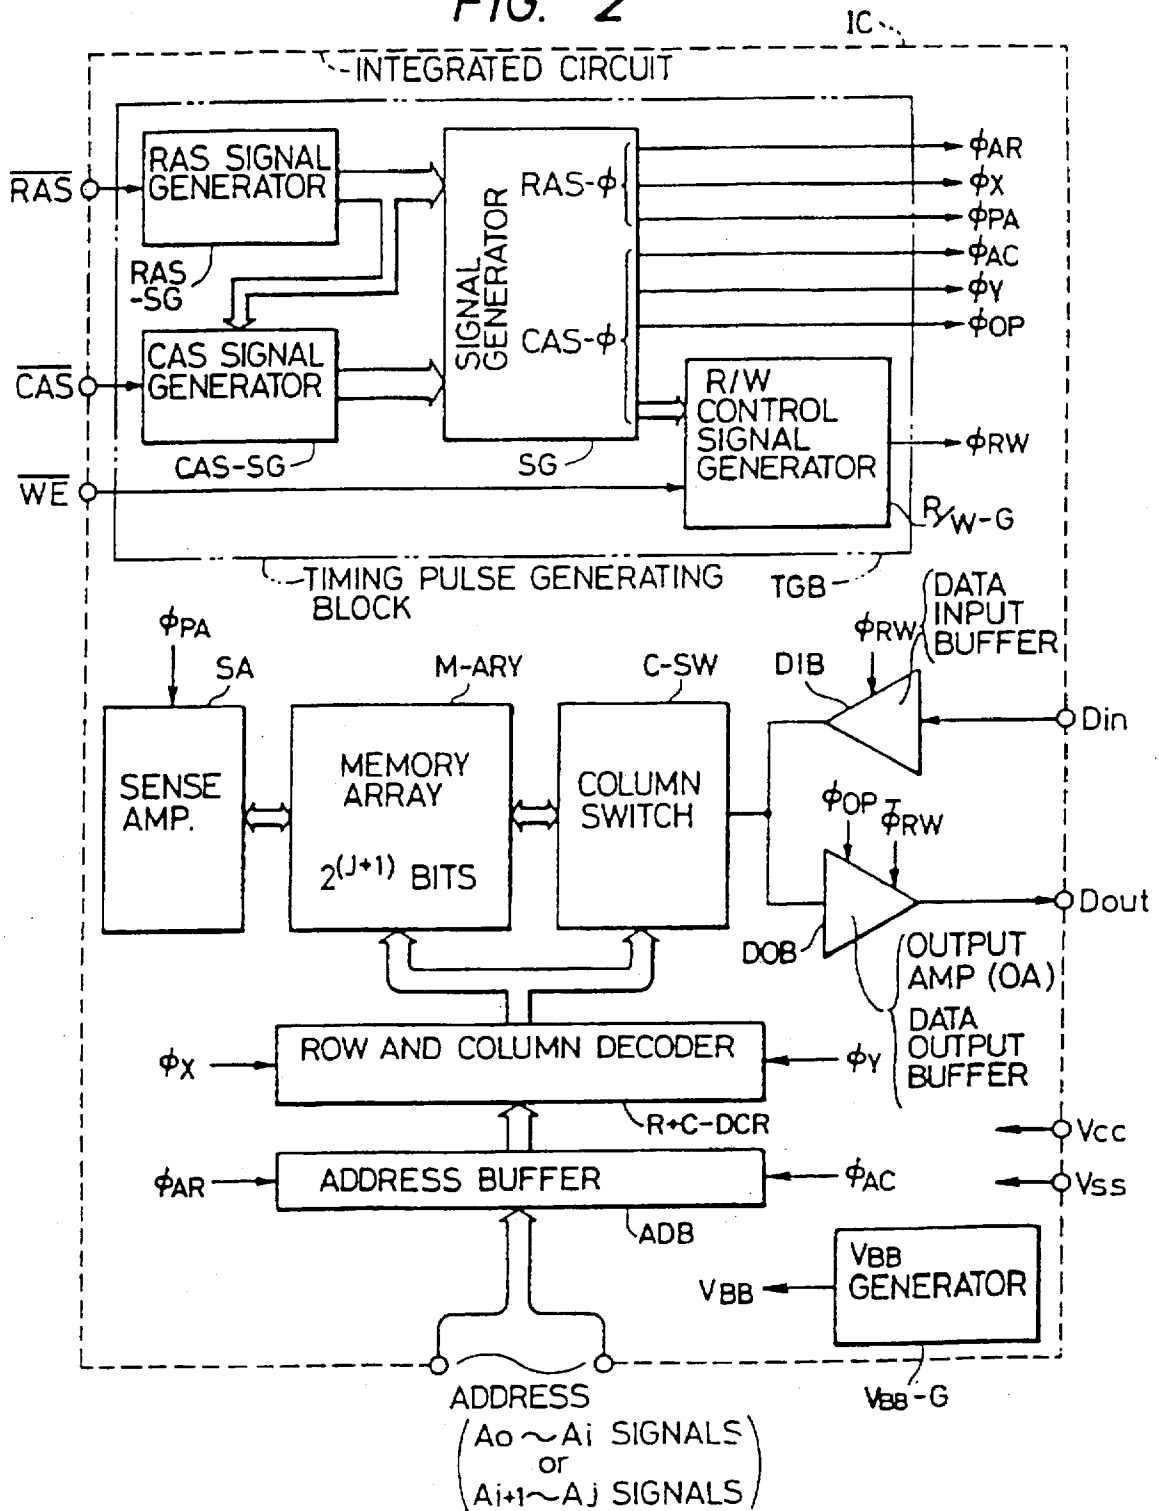 FIG. 2
IC
INTEGRATED CIRCUIT
RAS SIGNAL
GENERATOR
RAS
RAS
-SG
CAS SIGNAL
GENERATOR
CAS
CAS-SG
WE
SIGNAL
GENERATOR
RAS-ϕ
CAS-ϕ
SG
ϕAR
ϕX
ϕPA
ϕAC
ϕY
ϕOP
R/W
CONTROL
SIGNAL
GENERATOR
ϕRW
R/W-G
TIMING PULSE GENERATING
BLOCK
TGB
ϕPA
SA
M-ARY
C-SW
DIB
ϕRW
DATA
INPUT
BUFFER
Din
SENSE
AMP.
MEMORY
ARRAY
2(J+1) BITS
COLUMN
SWITCH
ϕOP
ϕRW
Dout
DOB
OUTPUT
AMP (OA)
DATA
OUTPUT
BUFFER
ϕX
ROW AND COLUMN DECODER
ϕY
R+C-DCR
Vcc
ϕAR
ADDRESS BUFFER
ϕAC
Vss
ADB
VBB
VBB
GENERATOR
VBB-G
ADDRESS
(Ao~Ai SIGNALS
or
Ai+1~Aj SIGNALS)